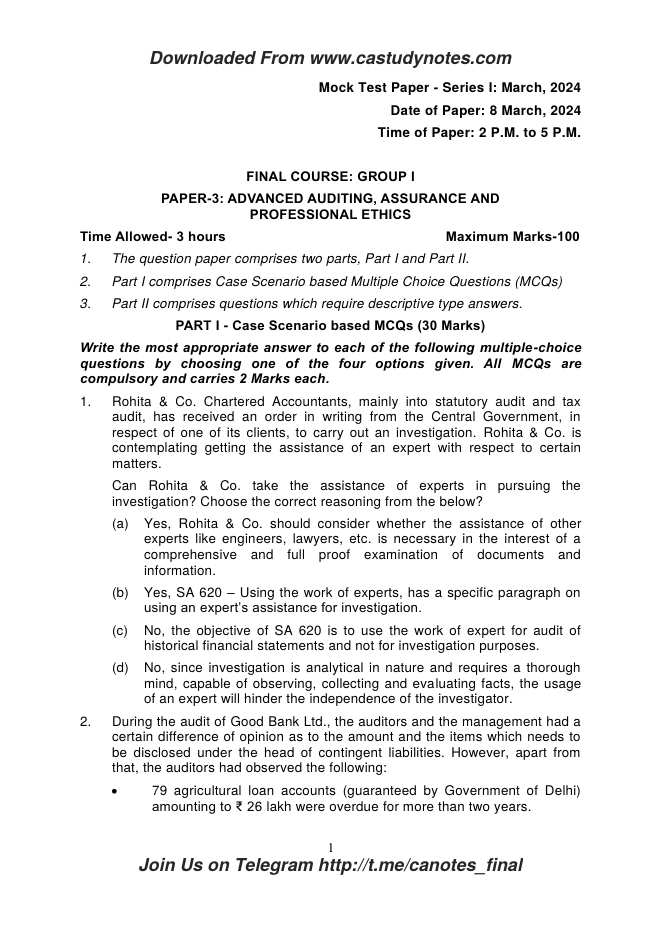 Downloaded From www.castudynotes.com
Mock Test Paper - Series I: March, 2024
Date of Paper: 8 March, 2024
Time of Paper: 2 P.M. to 5 P.M.
FINAL COURSE: GROUP I
PAPER-3: ADVANCED AUDITING, ASSURANCE AND
PROFESSIONAL ETHICS
Time Allowed- 3 hours Maximum Marks-100
1. The question paper comprises two parts, Part I and Part II.
2. Part I comprises Case Scenario based Multiple Choice Questions (MCQs)
3. Part II comprises questions which require descriptive type answers.
PART I - Case Scenario based MCQs (30 Marks)
Write the most appropriate answer to each of the following multiple-choice
questions by choosing one of the four options given. All MCQs are
compulsory and carries 2 Marks each.
1. Rohita & Co. Chartered Accountants, mainly into statutory audit and tax
audit, has received an order in writing from the Central Government, in
respect of one of its clients, to carry out an investigation. Rohita & Co. is
contemplating getting the assistance of an expert with respect to certain
matters.
Can Rohita & Co. take the assistance of experts in pursuing the
investigation? Choose the correct reasoning from the below?
(a) Yes, Rohita & Co. should consider whether the assistance of other
experts like engineers, lawyers, etc. is necessary in the interest of a
comprehensive and full proof examination of documents and
information.
(b) Yes, SA 620 – Using the work of experts, has a specific paragraph on
using an expert's assistance for investigation.
(c) No, the objective of SA 620 is to use the work of expert for audit of
historical financial statements and not for investigation purposes.
(d) No, since investigation is analytical in nature and requires a thorough
mind, capable of observing, collecting and evaluating facts, the usage
of an expert will hinder the independence of the investigator.
2. During the audit of Good Bank Ltd., the auditors and the management had a
certain difference of opinion as to the amount and the items which needs to
be disclosed under the head of contingent liabilities. However, apart from
that, the auditors had observed the following:
• 79 agricultural loan accounts (guaranteed by Government of Delhi)
amounting to ₹ 26 lakh were overdue for more than two years.
1
Join Us on Telegram http://t.me/canotes_final